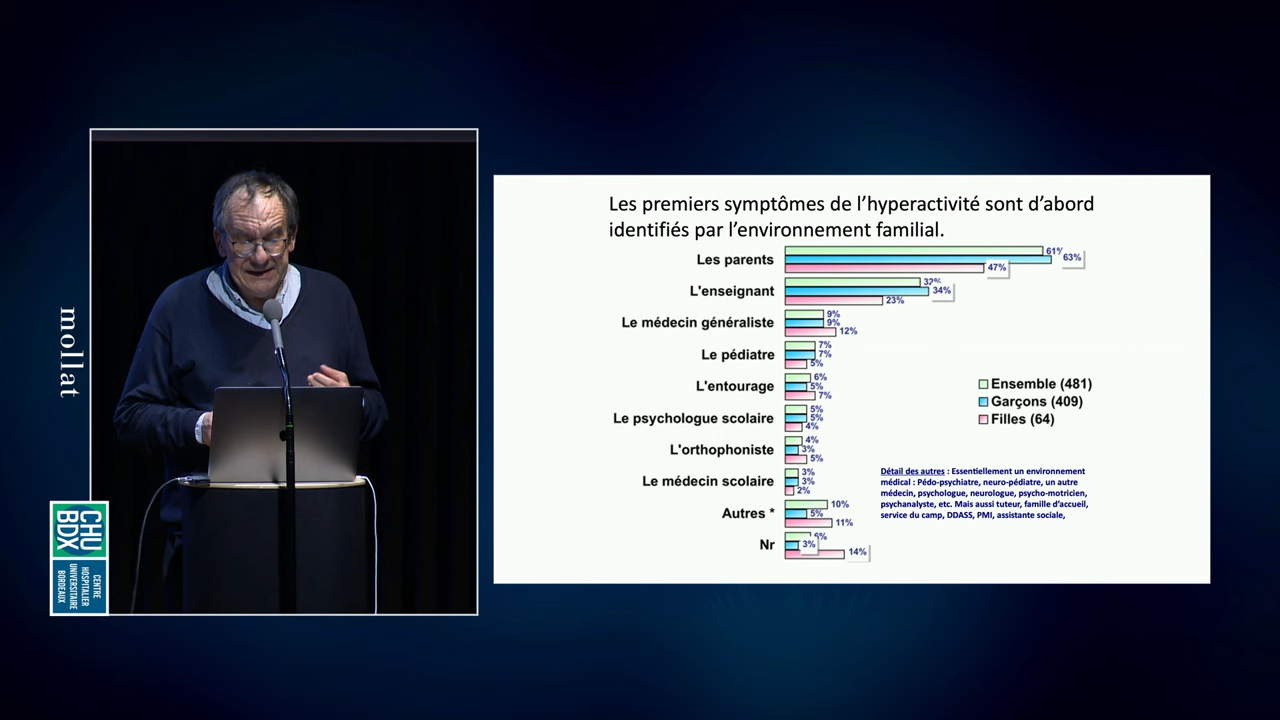 mollat
CHU
BDX
CENTRE
HOSPITALIER
UNIVERSITAIRE
BORDEAUX
Les premiers symptômes de l’hyperactivité sont d’abord
identifiés par l’environnement familial.
Les parents
61%
63%
47%
L'enseignant
32%
34%
23%
Le médecin généraliste
9%
9%
12%
Le pédiatre
7%
7%
5%
L'entourage
6%
5%
7%
Le psychologue scolaire
5%
5%
4%
L'orthophoniste
4%
3%
5%
Le médecin scolaire
3%
3%
2%
Autres *
10%
5%
11%
Nr
6%
3%
14%
Ensemble (481)
Garçons (409)
Filles (64)
Détail des autres : Essentiellement un environnement
médical : Pédo-psychiatre, neuro-pédiatre, un autre
médecin, psychologue, neurologue, psycho-motricien,
psychanalyste, etc. Mais aussi tuteur, famille d’accueil,
service du camp, DDASS, PMI, assistante sociale,